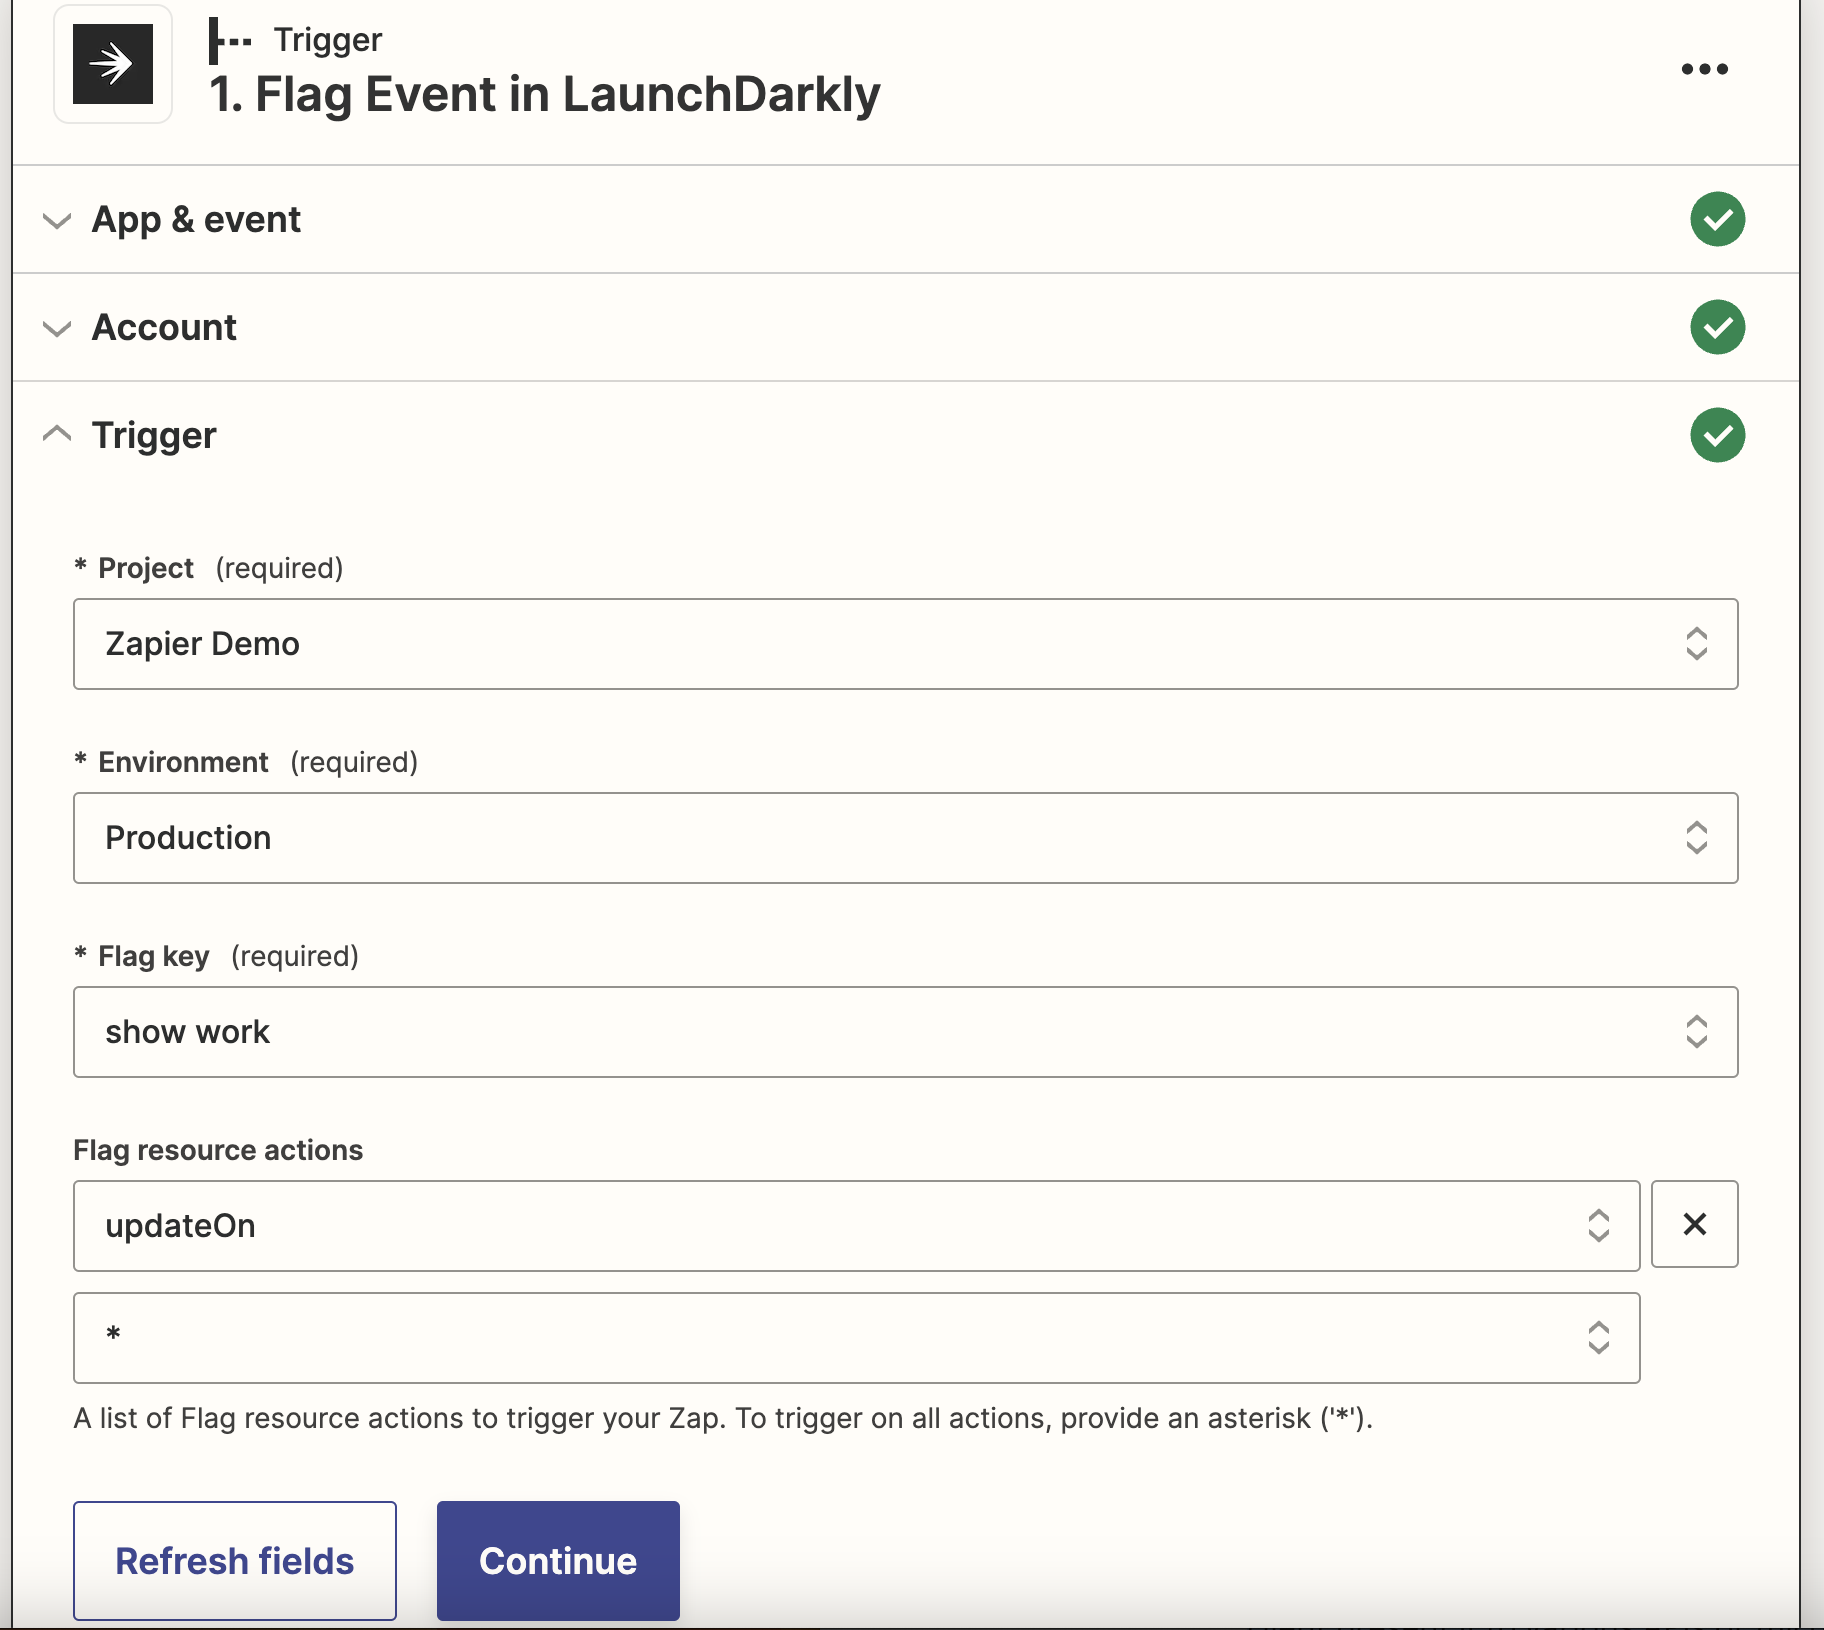 Trigger
1. Flag Event in LaunchDarkly
App & event
Account
Trigger
* Project (required)
Zapier Demo
* Environment (required)
Production
* Flag key (required)
show work
Flag resource actions
updateOn
*
A list of Flag resource actions to trigger your Zap. To trigger on all actions, provide an asterisk ('*').
Refresh fields
Continue